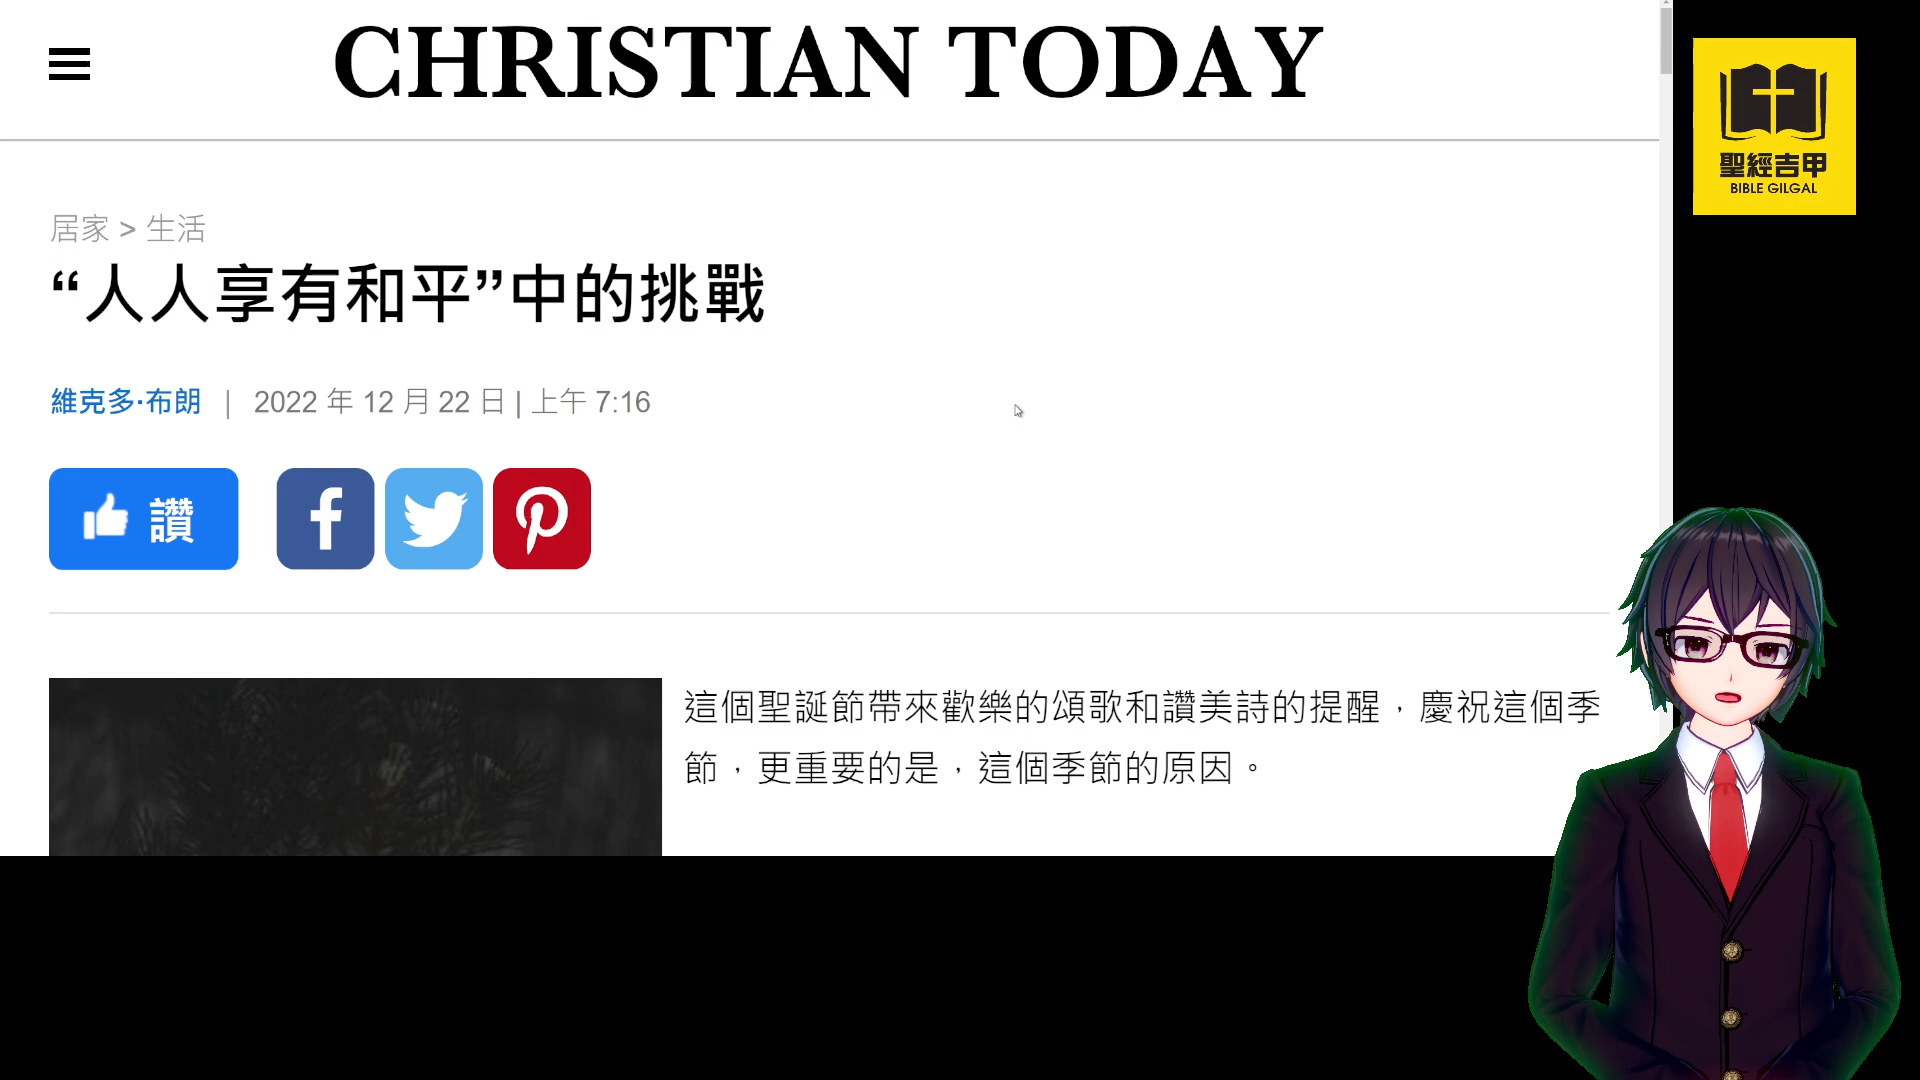 CHRISTIAN TODAY
聖經吉甲
BIBLE GILGAL
居家 > 生活
“人人享有和平”中的挑戰
維克多·布朗 | 2022 年 12 月 22 日 | 上午 7:16
讚
這個聖誕節帶來歡樂的頌歌和讚美詩的提醒，慶祝這個季
節，更重要的是，這個季節的原因。